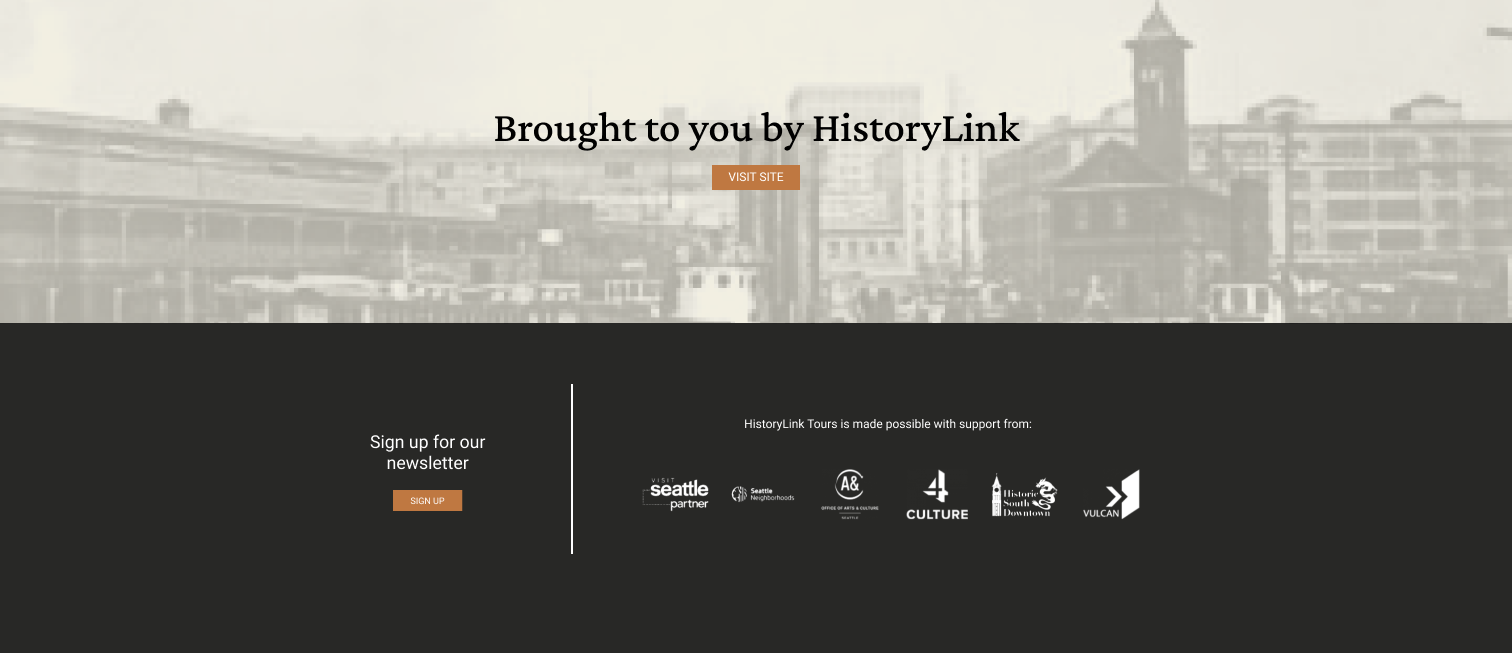 Brought to you by HistoryLink
VISIT SITE
Sign up for our
newsletter
SIGN UP
HistoryLink Tours is made possible with support from:
VISIT
seattle
partner
Seattle
Neighborhoods
A&
OFFICE OF ARTS & CULTURE
SEATTLE
4
CULTURE
Historic
South
Downtown
VULCAN